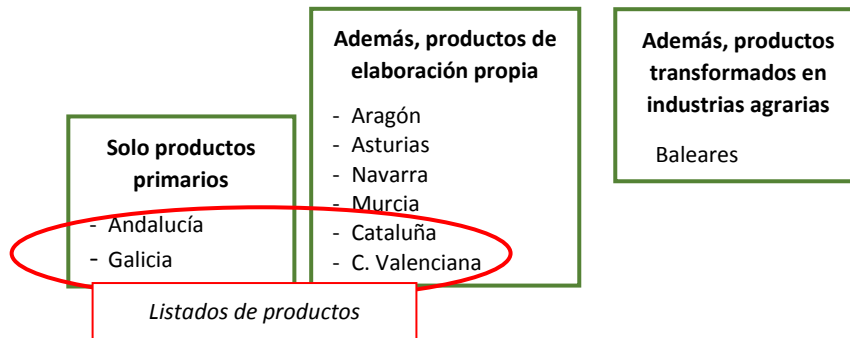 Solo productos
primarios
- Andalucía
- Galicia
Además, productos de
elaboración propia
- Aragón
- Asturias
- Navarra
- Murcia
- Cataluña
- C. Valenciana
Además, productos
transformados en
industrias agrarias
Baleares
Listados de productos